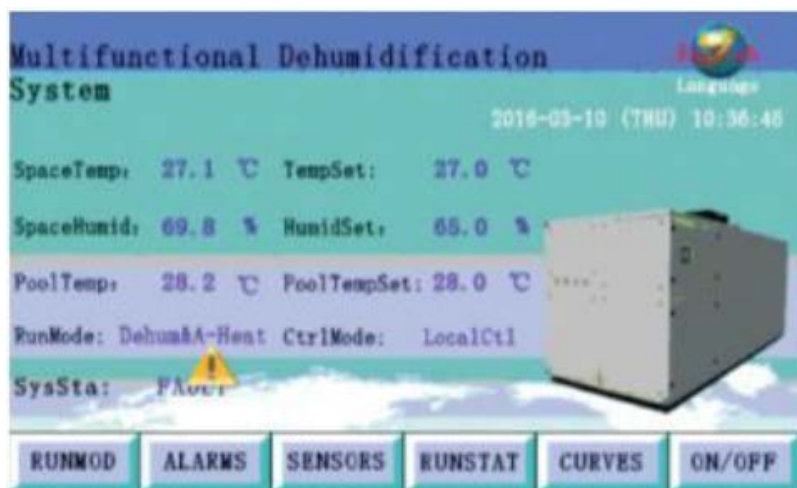 Multifunctional Dehumidification
System
Language
2016-03-10 (THU) 10:36:46
SpaceTemp: 27.1 ℃ TempSet: 27.0 ℃
SpaceHumid: 69.8 % HumidSet: 65.0 %
PoolTemp: 28.2 ℃ PoolTempSet: 28.0 ℃
RunMode: Dehum&A-Heat CtrlMode: LocalCtl
SysSta: FAULT
RUNMOD ALARMS SENSORS RUNSTAT CURVES ON/OFF